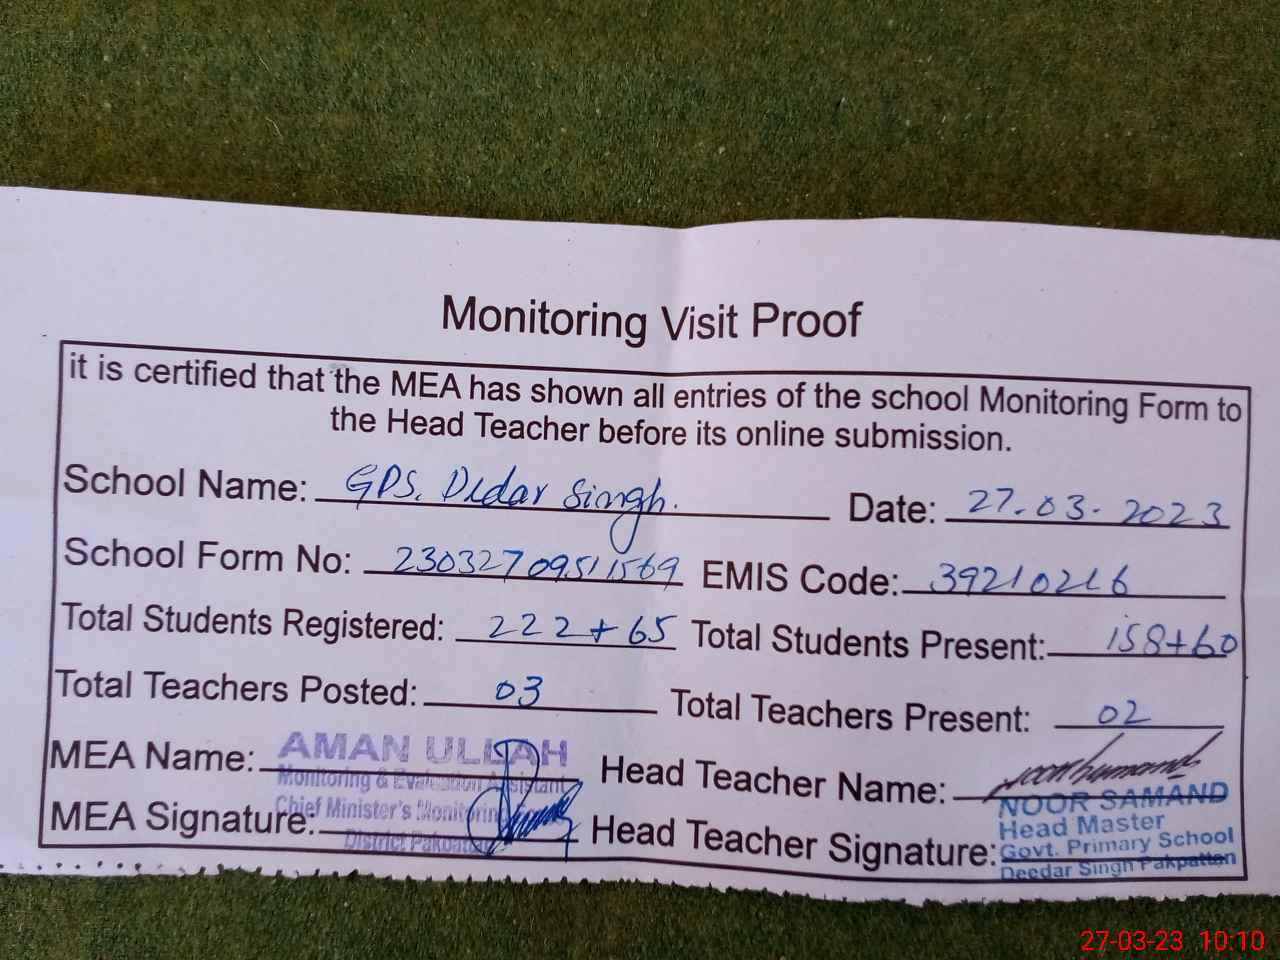 Monitoring Visit Proof
it is certified that the MEA has shown all entries of the school Monitoring Form to
the Head Teacher before its online submission.
School Name: GPS. Dedar Singh. Date: 27.03.2023
School Form No: 23032709511569 EMIS Code: 39210216
Total Students Registered: 222+65 Total Students Present: 158+60
Total Teachers Posted: 03 Total Teachers Present: 02
MEA Name: AMAN ULLAH Head Teacher Name:
Monitoring & Evaluation Assistant
NOOR SAMAND
MEA Signature: Head Teacher Signature:
Chief Minister's Monitoring
District Pakpattan
Head Master
Govt. Primary School
Deedar Singh Pakpattan
27-03-23 10:10